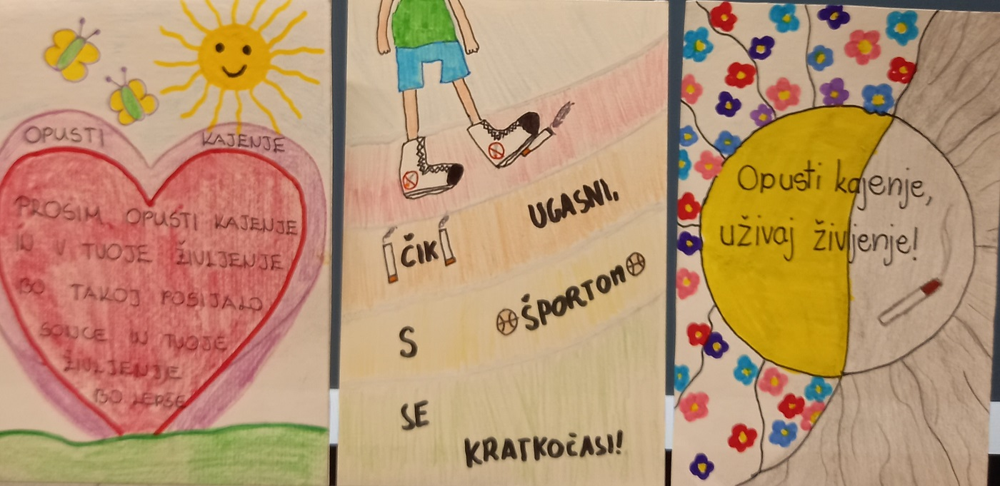 OPUSTI KAJENJE
PROSIM, OPUSTI KAJENJE
IN V TVOJE ŽIVLJENJE
BO TAKOJ POSIJALO
SONCE IN TVOJE
ŽIVLJENJE
BO LEPŠE
ČIK UGASNI,
S ŠPORTOM
SE KRATKOČASI!
Opusti kajenje,
uživaj življenje!